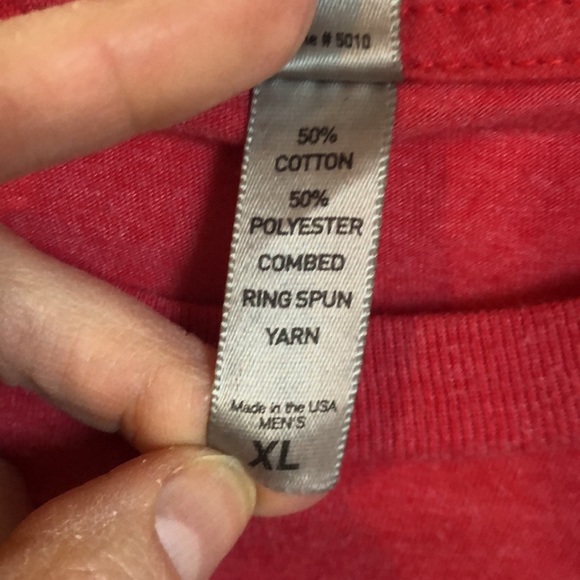 # 5010
50%
COTTON
50%
POLYESTER
COMBED
RING SPUN
YARN
Made in the USA
MEN'S
XL